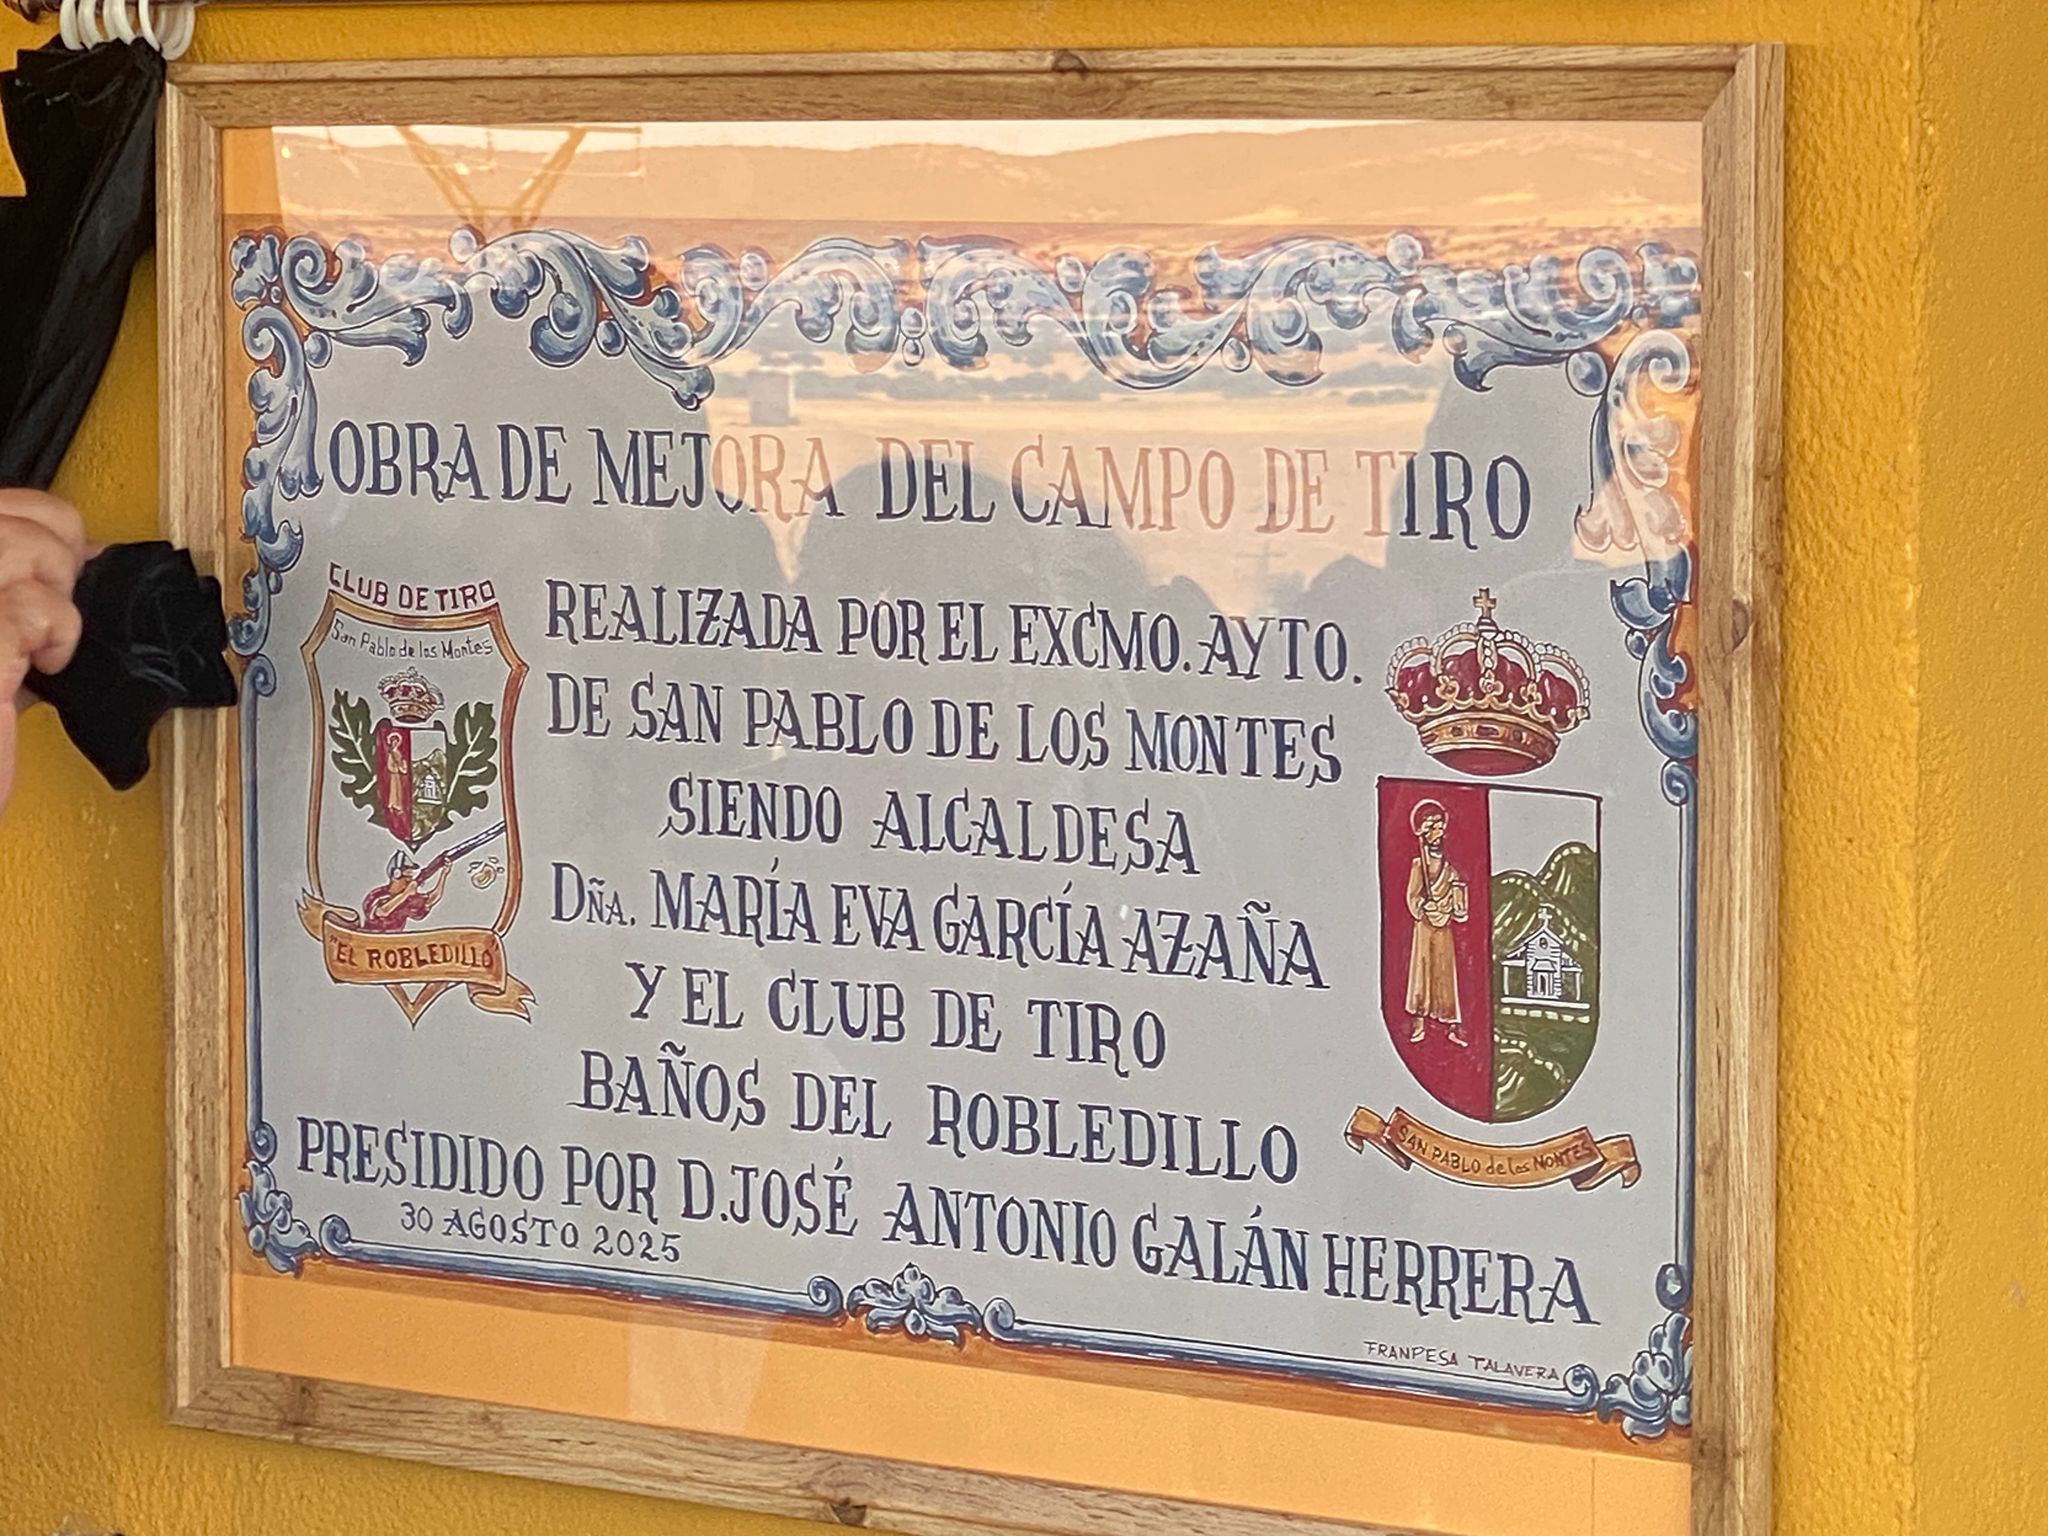 OBRA DE MEJORA DEL CAMPO DE TIRO
CLUB DE TIRO
San Pablo de los Montes
"EL ROBLEDILLO"
REALIZADA POR EL EXCMO. AYTO.
DE SAN PABLO DE LOS MONTES
SIENDO ALCALDESA
DÑA. MARÍA EVA GARCÍA AZAÑA
Y EL CLUB DE TIRO
BAÑOS DEL ROBLEDILLO
PRESIDIDO POR D. JOSÉ ANTONIO GALÁN HERRERA
30 AGOSTO 2025
SAN PABLO de los MONTES
FRANPESA TALAVERA